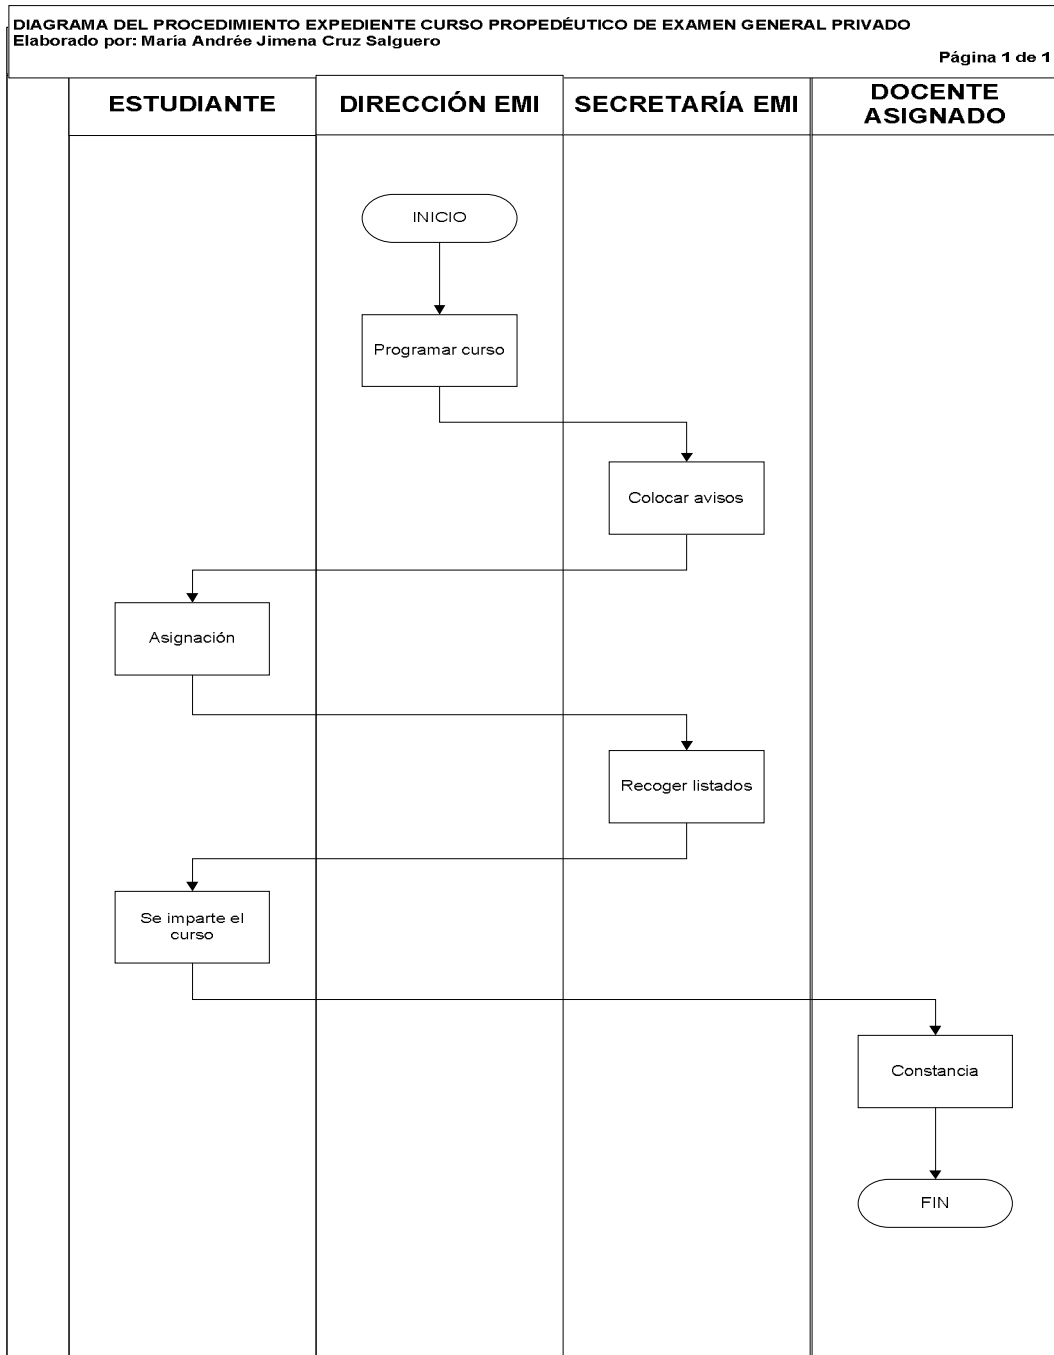 DIAGRAMA DEL PROCEDIMIENTO EXPEDIENTE CURSO PROPEDÉUTICO DE EXAMEN GENERAL PRIVADO
Elaborado por: María Andrée Jimena Cruz Salguero
Página 1 de 1
ESTUDIANTE
DIRECCIÓN EMI
SECRETARÍA EMI
DOCENTE
ASIGNADO
INICIO
Programar curso
Colocar avisos
Asignación
Recoger listados
Se imparte el
curso
Constancia
FIN